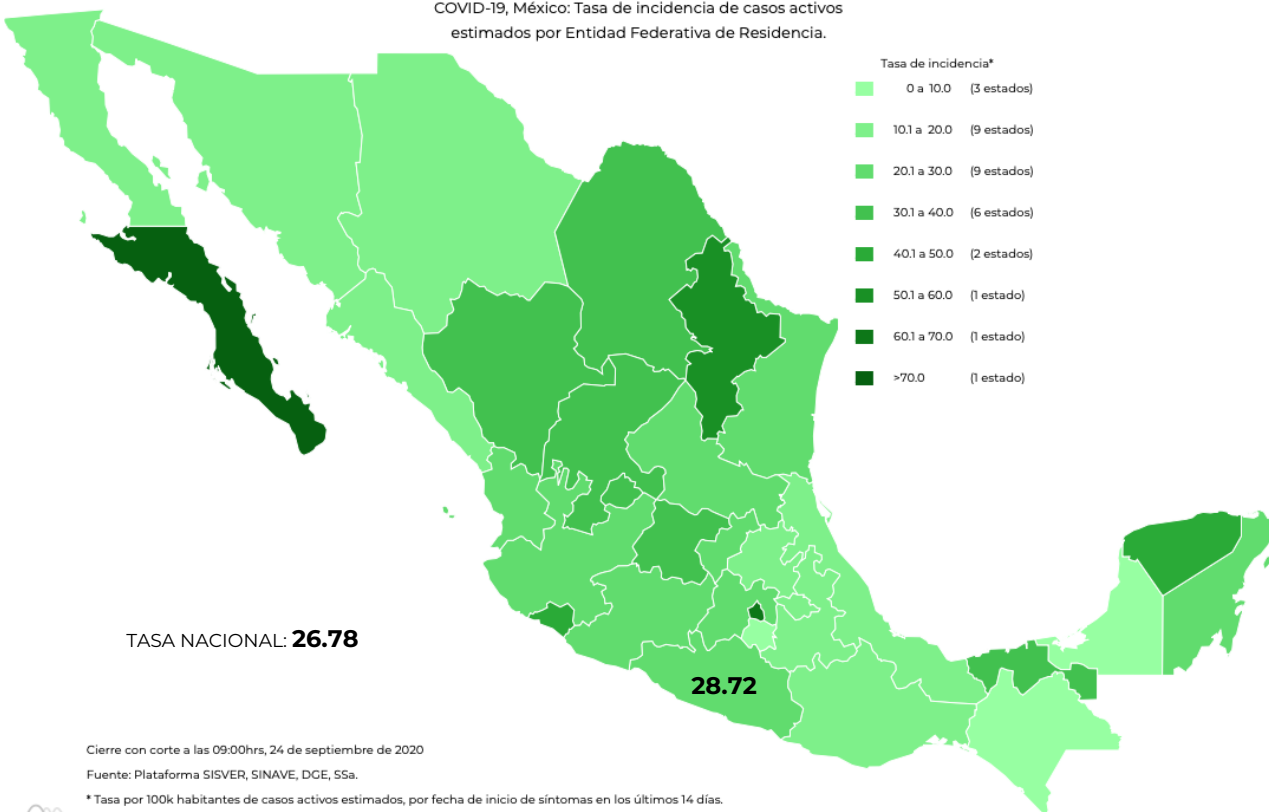 COVID-19, México: Tasa de incidencia de casos activos
estimados por Entidad Federativa de Residencia.
Tasa de incidencia*
0 a 10.0 (3 estados)
10.1 a 20.0 (9 estados)
20.1 a 30.0 (9 estados)
30.1 a 40.0 (6 estados)
40.1 a 50.0 (2 estados)
50.1 a 60.0 (1 estado)
60.1 a 70.0 (1 estado)
>70.0 (1 estado)
TASA NACIONAL: 26.78
28.72
Cierre con corte a las 09:00hrs, 24 de septiembre de 2020
Fuente: Plataforma SISVER, SINAVE, DGE, SSa.
* Tasa por 100k habitantes de casos activos estimados, por fecha de inicio de síntomas en los últimos 14 días.